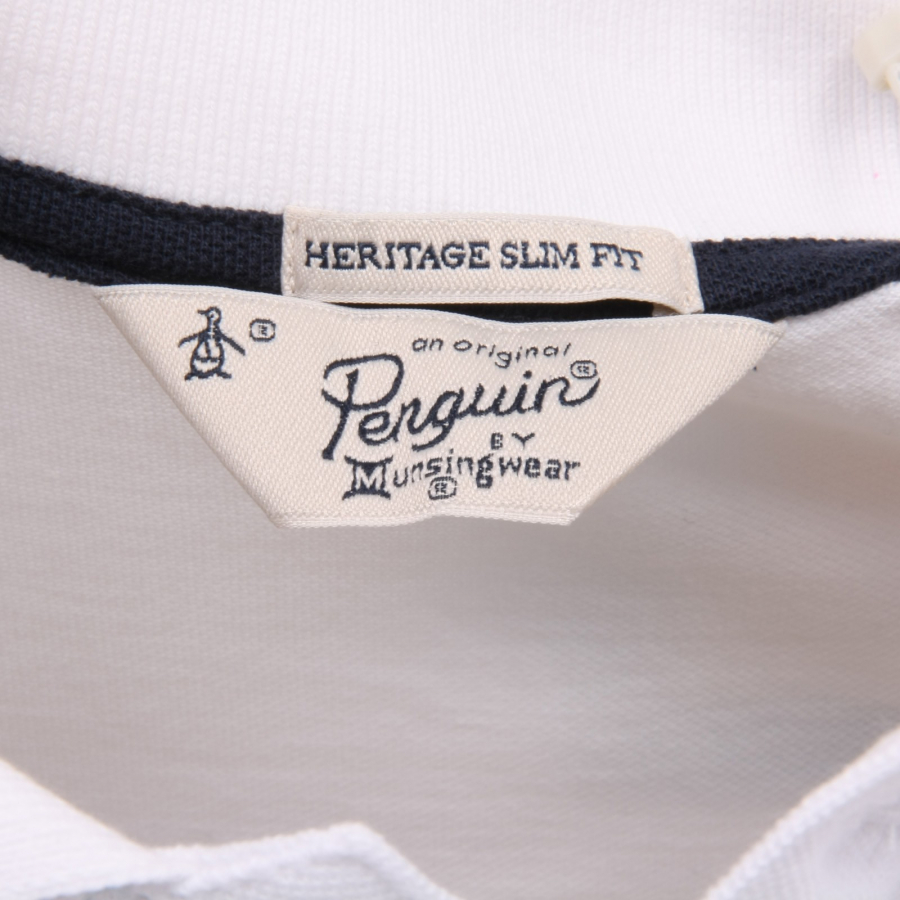 HERITAGE SLIM FIT
®
an original
Penguin®
BY
Munsingwear
®